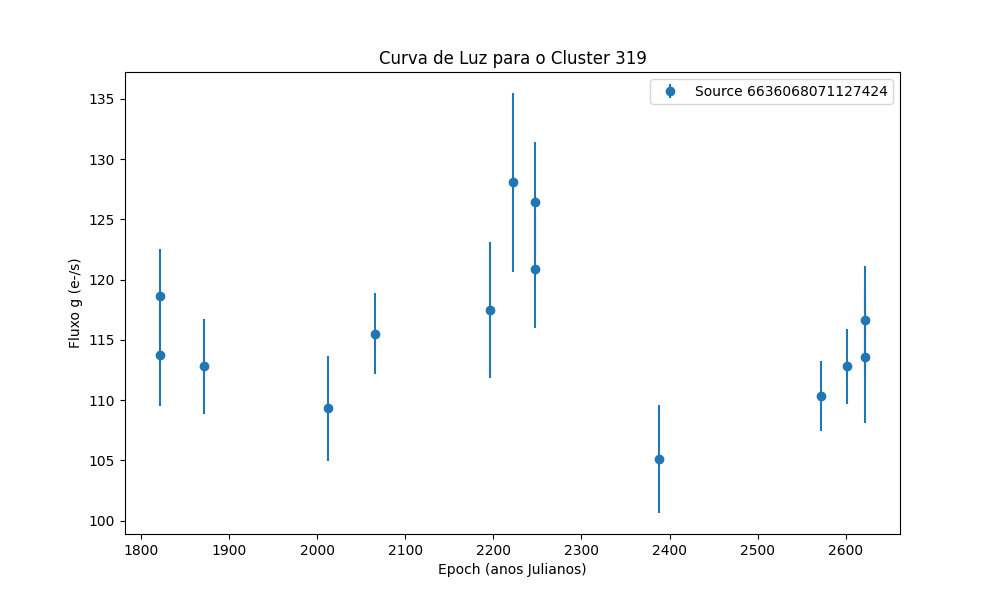 Curva de Luz para o Cluster 319
Source 6636068071127424
Fluxo g (e-/s)
135
130
125
120
115
110
105
100
1800 1900 2000 2100 2200 2300 2400 2500 2600
Epoch (anos Julianos)